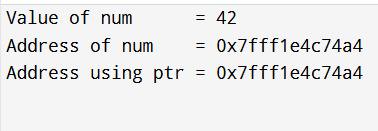 Value of num      = 42
Address of num    = 0x7fff1e4c74a4
Address using ptr = 0x7fff1e4c74a4